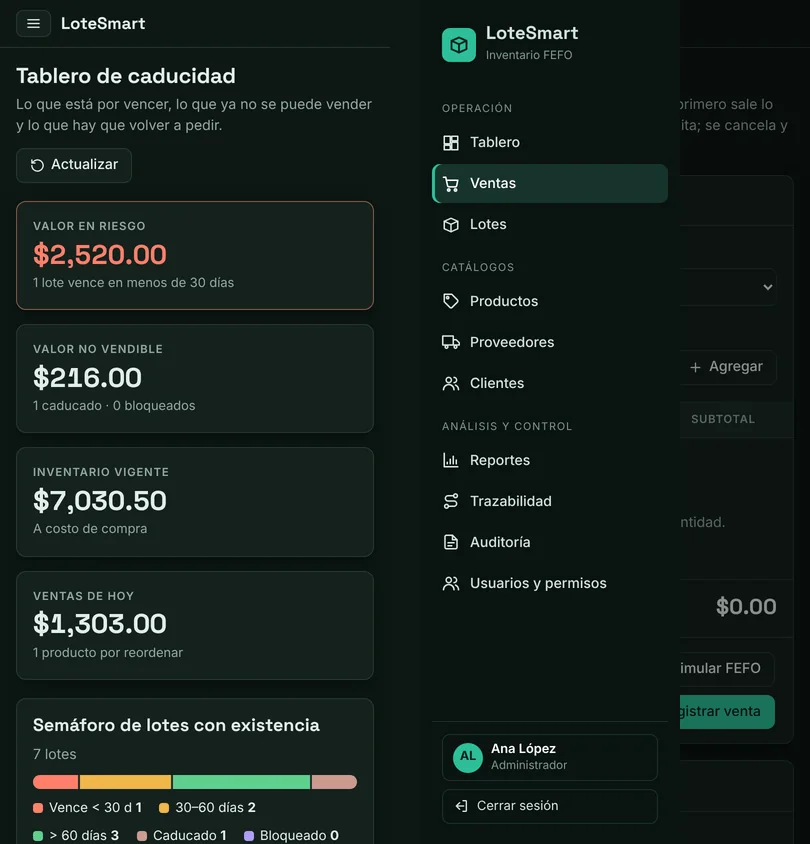 LoteSmart
Tablero de caducidad
Lo que está por vencer, lo que ya no se puede vender
y lo que hay que volver a pedir.
Actualizar
VALOR EN RIESGO
$2,520.00
1 lote vence en menos de 30 días
VALOR NO VENDIBLE
$216.00
1 caducado · 0 bloqueados
INVENTARIO VIGENTE
$7,030.50
A costo de compra
VENTAS DE HOY
$1,303.00
1 producto por reordenar
Semáforo de lotes con existencia
7 lotes
Vence < 30 d 1 30–60 días 2
> 60 días 3 Caducado 1 Bloqueado 0
LoteSmart
Inventario FEFO
OPERACIÓN
Tablero
Ventas
Lotes
CATÁLOGOS
Productos
Proveedores
Clientes
ANÁLISIS Y CONTROL
Reportes
Trazabilidad
Auditoría
Usuarios y permisos
AL
Ana López
Administrador
Cerrar sesión
primero sale lo
ita; se cancela y
+ Agregar
SUBTOTAL
ntidad.
$0.00
imular FEFO
gistrar venta